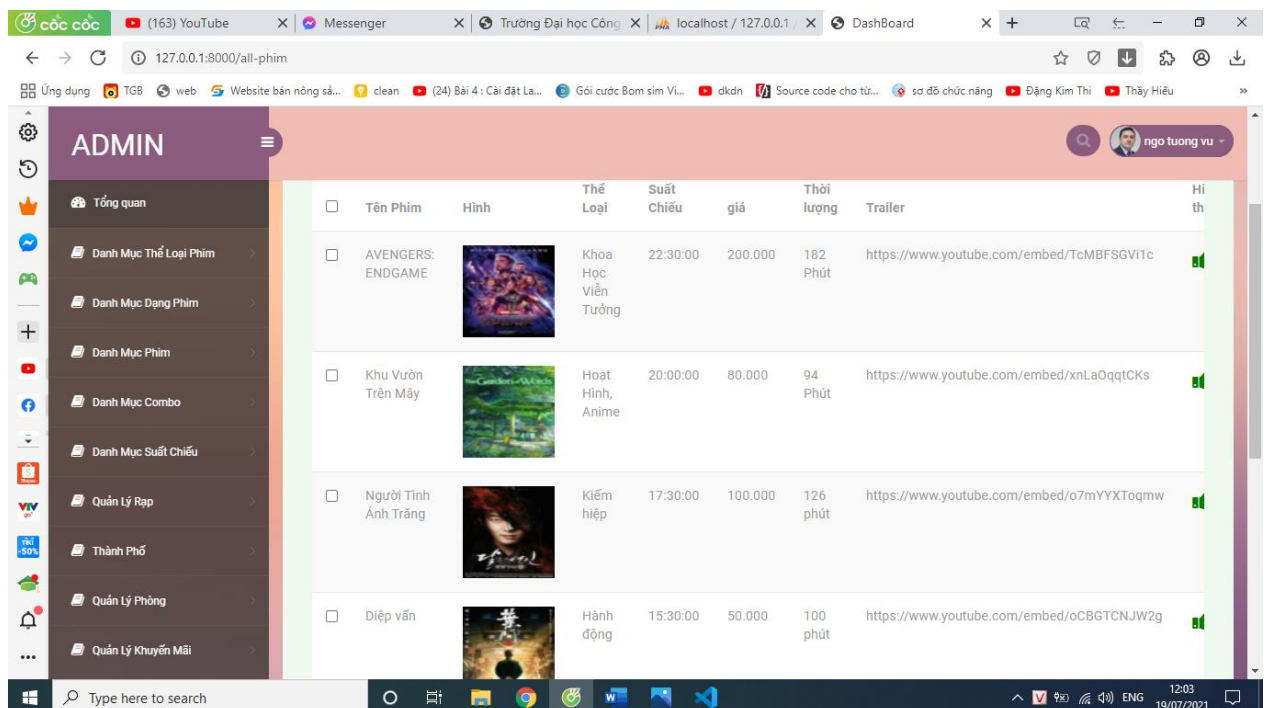 cốc cốc
(163) YouTube
Messenger
Trường Đại học Công
localhost / 127.0.0.1 /
DashBoard
127.0.0.1:8000/all-phim
Ứng dụng
TGB
web
Website bán nông sả...
clean
(24) Bài 4 : Cài đặt La...
Gói cước Bom sim Vi...
dkdn
Source code cho từ...
sơ đồ chức năng
Đặng Kim Thi
Thầy Hiếu
»
ADMIN
ngo tuong vu
Tổng quan
Danh Mục Thể Loại Phim
Danh Mục Dạng Phim
Danh Mục Phim
Danh Mục Combo
Danh Mục Suất Chiếu
Quản Lý Rạp
Thành Phố
Quản Lý Phòng
Quản Lý Khuyến Mãi
Tên Phim
Hình
Thể
Loại
Suất
Chiếu
giá
Thời
lượng
Trailer
Hi
th
AVENGERS:
ENDGAME
Khoa
Học
Viễn
Tưởng
22:30:00
200.000
182
Phút
https://www.youtube.com/embed/TcMBFSGVi1c
Khu Vườn
Trên Mây
Hoạt
Hình,
Anime
20:00:00
80.000
94
Phút
https://www.youtube.com/embed/xnLaOqqtCKs
Người Tình
Ánh Trăng
Kiếm
hiệp
17:30:00
100.000
126
phút
https://www.youtube.com/embed/o7mYYXToqmw
Diệp vấn
Hành
động
15:30:00
50.000
100
phút
https://www.youtube.com/embed/oCBGTCNJW2g
Type here to search
ENG
12:03
19/07/2021